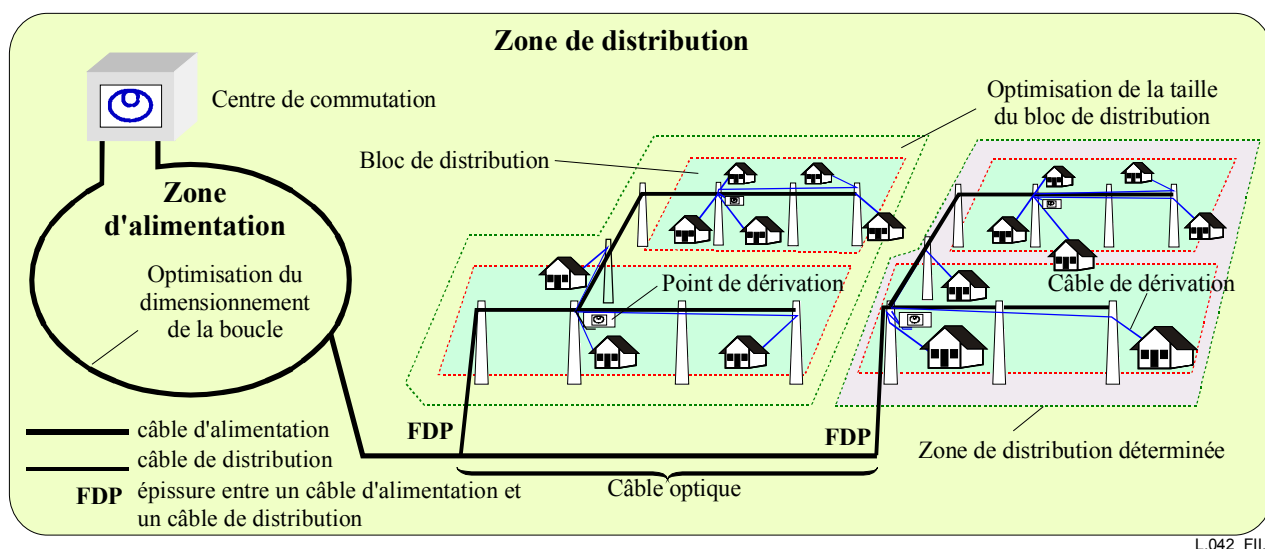 Zone de distribution
Centre de commutation
Optimisation de la taille
du bloc de distribution
Bloc de distribution
Zone
d'alimentation
Optimisation du
dimensionnement
de la boucle
Point de dérivation
Câble de dérivation
FDP
FDP
Zone de distribution déterminée
câble d'alimentation
câble de distribution
Câble optique
FDP épissure entre un câble d'alimentation et
un câble de distribution
L.042_FII.